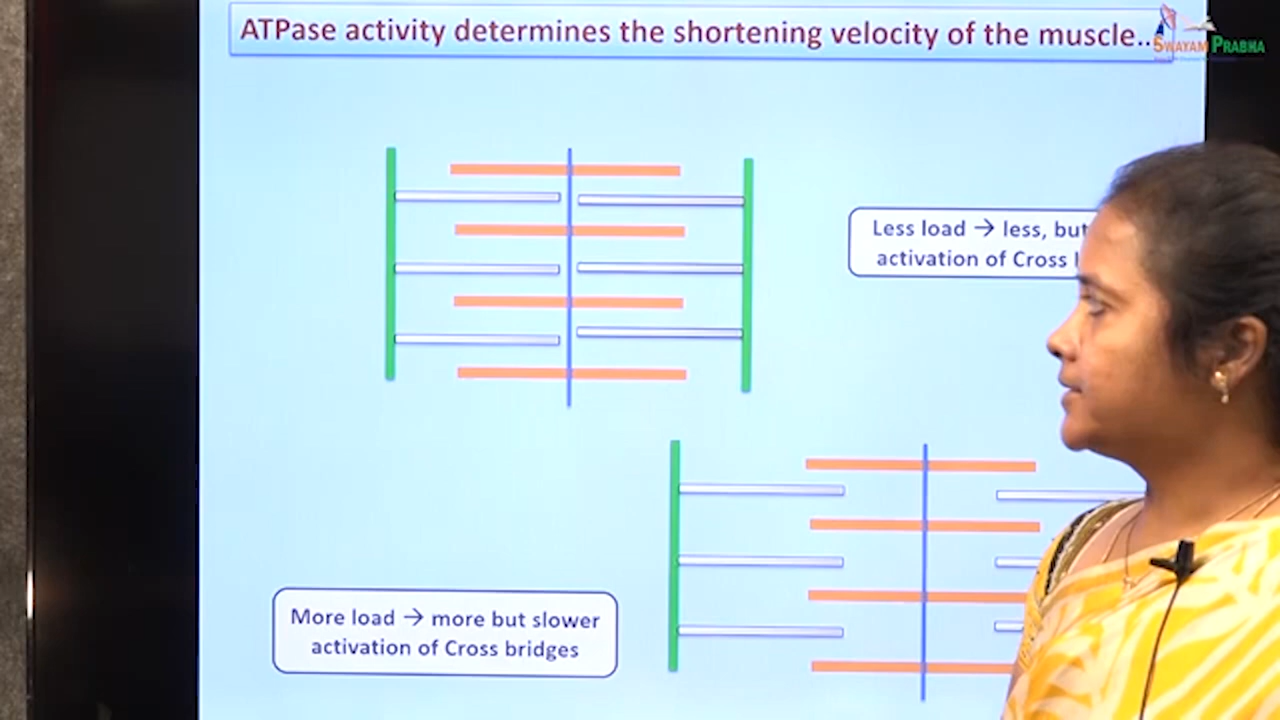 ATPase activity determines the shortening velocity of the muscle..
SWAYAM PRABHA
Less load → less, but
activation of Cross
More load → more but slower
activation of Cross bridges